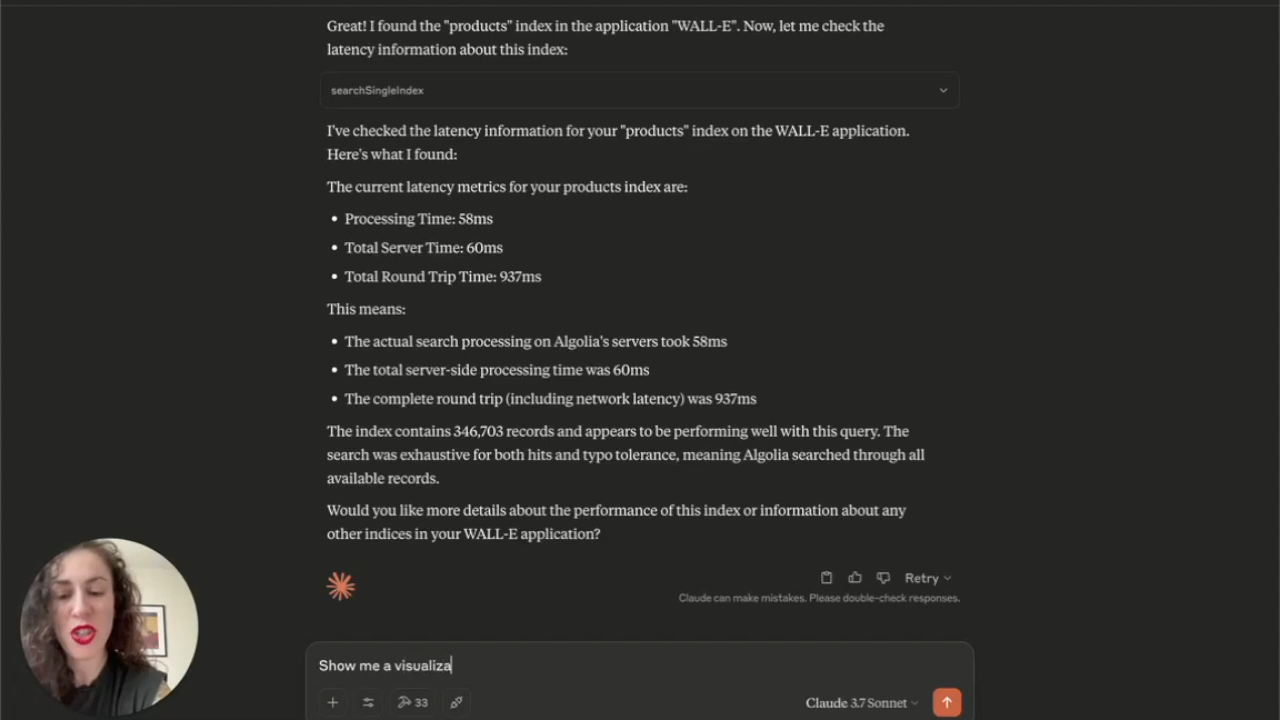 Great! I found the "products" index in the application "WALL-E". Now, let me check the
latency information about this index:
searchSingleIndex
I've checked the latency information for your "products" index on the WALL-E application.
Here's what I found:
The current latency metrics for your products index are:
• Processing Time: 58ms
• Total Server Time: 60ms
• Total Round Trip Time: 937ms
This means:
• The actual search processing on Algolia's servers took 58ms
• The total server-side processing time was 60ms
• The complete round trip (including network latency) was 937ms
The index contains 346,703 records and appears to be performing well with this query. The
search was exhaustive for both hits and typo tolerance, meaning Algolia searched through all
available records.
Would you like more details about the performance of this index or information about any
other indices in your WALL-E application?
Retry
Claude can make mistakes. Please double-check responses.
Show me a visualiza
33
Claude 3.7 Sonnet